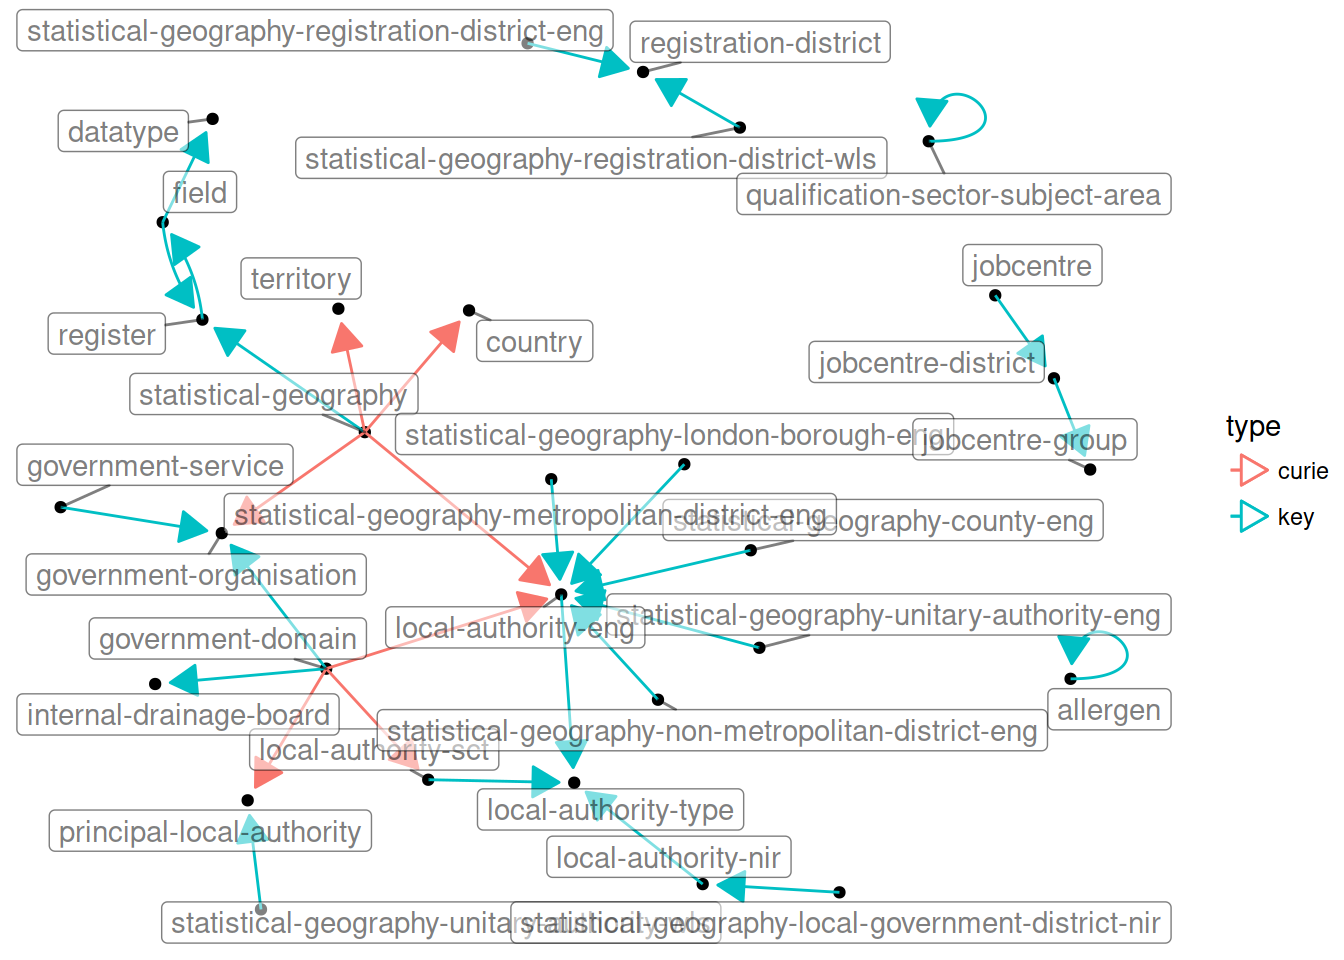 statistical-geography-registration-district-eng
registration-district
datatype
statistical-geography-registration-district-wls
field
qualification-sector-subject-area
territory
jobcentre
register
country
jobcentre-district
statistical-geography
statistical-geography-london-borough-eng
jobcentre-group
type
government-service
curie
statistical-geography-metropolitan-district-eng
statistical-geography-county-eng
key
government-organisation
statistical-geography-unitary-authority-eng
local-authority-eng
government-domain
internal-drainage-board
allergen
statistical-geography-non-metropolitan-district-eng
local-authority-sct
local-authority-type
principal-local-authority
local-authority-nir
statistical-geography-unitary-authority-wls
statistical-geography-local-government-district-nir